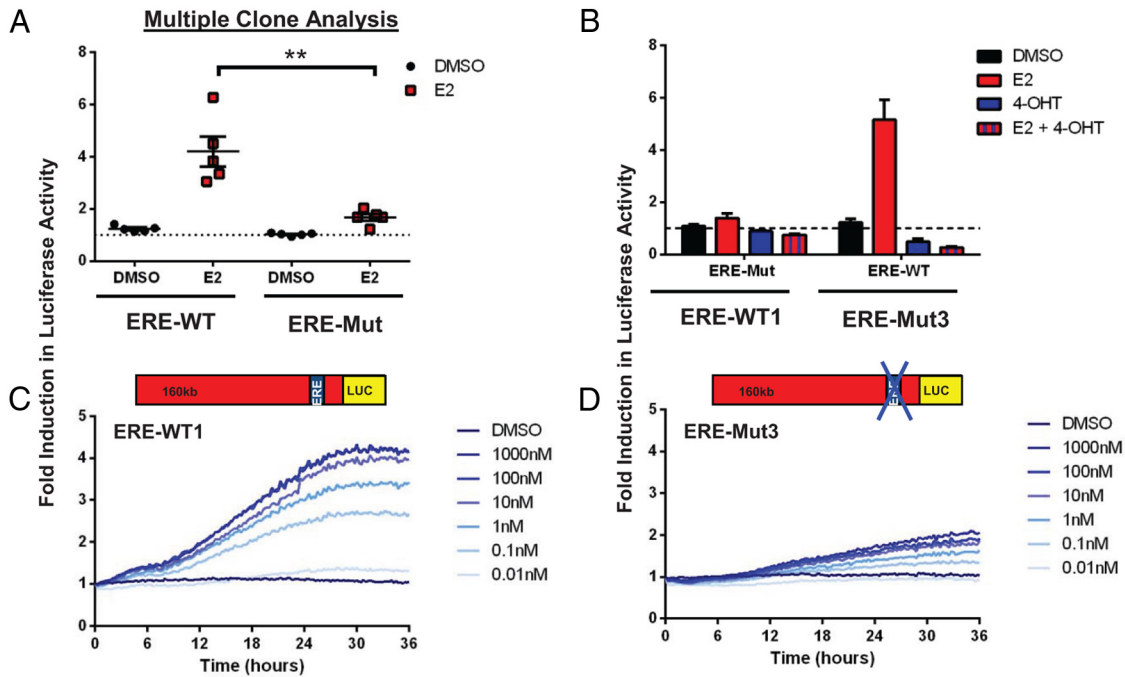 A
Multiple Clone Analysis
Fold Induction in Luciferase Activity
8
6
4
2
0
**
DMSO
E2
DMSO
E2
DMSO
E2
ERE-WT
ERE-Mut
B
Fold Induction in Luciferase Activity
8
6
4
2
0
DMSO
E2
4-OHT
E2 + 4-OHT
ERE-Mut
ERE-WT
ERE-WT1
ERE-Mut3
C
160kb
ERE
LUC
ERE-WT1
5
4
3
2
1
0
0
6
12
18
24
30
36
Time (hours)
DMSO
1000nM
100nM
10nM
1nM
0.1nM
0.01nM
D
160kb
ERE
LUC
ERE-Mut3
5
4
3
2
1
0
0
6
12
18
24
30
36
Time (hours)
DMSO
1000nM
100nM
10nM
1nM
0.1nM
0.01nM